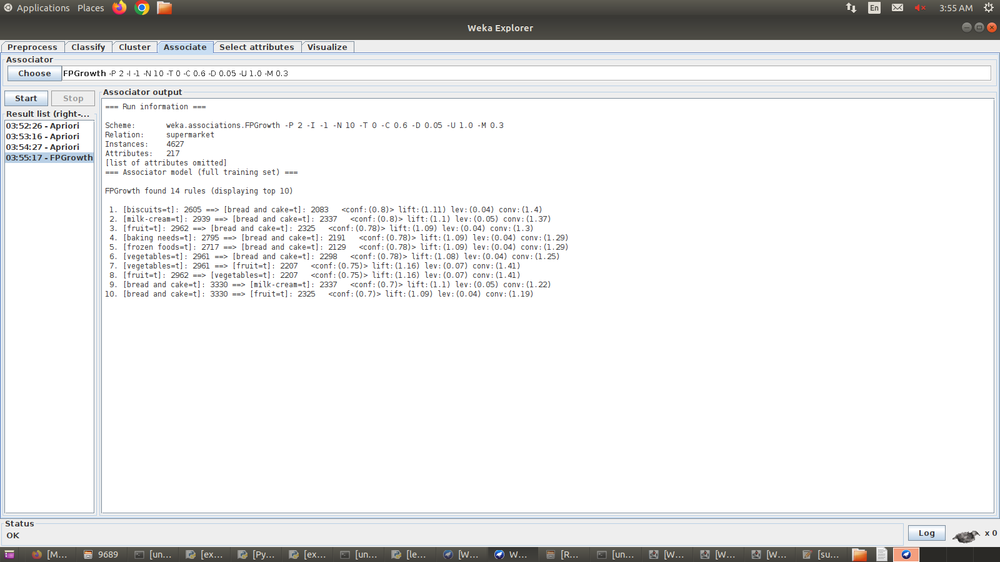 Applications Places En 3:55 AM
Weka Explorer
Preprocess Classify Cluster Associate Select attributes Visualize
Associator
Choose FPGrowth -P 2 -I -1 -N 10 -T 0 -C 0.6 -D 0.05 -U 1.0 -M 0.3
Start Stop
Result list (right-...
03:52:26 - Apriori
03:53:16 - Apriori
03:54:27 - Apriori
03:55:17 - FPGrowth
Associator output
=== Run information ===
Scheme: weka.associations.FPGrowth -P 2 -I -1 -N 10 -T 0 -C 0.6 -D 0.05 -U 1.0 -M 0.3
Relation: supermarket
Instances: 4627
Attributes: 217
[list of attributes omitted]
=== Associator model (full training set) ===
FPGrowth found 14 rules (displaying top 10)
1. [biscuits=t]: 2605 ==> [bread and cake=t]: 2083 <conf:(0.8)> lift:(1.11) lev:(0.04) conv:(1.4)
2. [milk-cream=t]: 2939 ==> [bread and cake=t]: 2337 <conf:(0.8)> lift:(1.1) lev:(0.05) conv:(1.37)
3. [fruit=t]: 2962 ==> [bread and cake=t]: 2325 <conf:(0.78)> lift:(1.09) lev:(0.04) conv:(1.3)
4. [baking needs=t]: 2795 ==> [bread and cake=t]: 2191 <conf:(0.78)> lift:(1.09) lev:(0.04) conv:(1.29)
5. [frozen foods=t]: 2717 ==> [bread and cake=t]: 2129 <conf:(0.78)> lift:(1.09) lev:(0.04) conv:(1.29)
6. [vegetables=t]: 2961 ==> [bread and cake=t]: 2298 <conf:(0.78)> lift:(1.08) lev:(0.04) conv:(1.25)
7. [vegetables=t]: 2961 ==> [fruit=t]: 2207 <conf:(0.75)> lift:(1.16) lev:(0.07) conv:(1.41)
8. [fruit=t]: 2962 ==> [vegetables=t]: 2207 <conf:(0.75)> lift:(1.16) lev:(0.07) conv:(1.41)
9. [bread and cake=t]: 3330 ==> [milk-cream=t]: 2337 <conf:(0.7)> lift:(1.1) lev:(0.05) conv:(1.22)
10. [bread and cake=t]: 3330 ==> [fruit=t]: 2325 <conf:(0.7)> lift:(1.09) lev:(0.04) conv:(1.19)
Status
OK
Log x 0
[M... 9689 [un... [ex... [Py... [ex... [un... [le... [W... W... [R... [un... [W... [W... [W... [su...